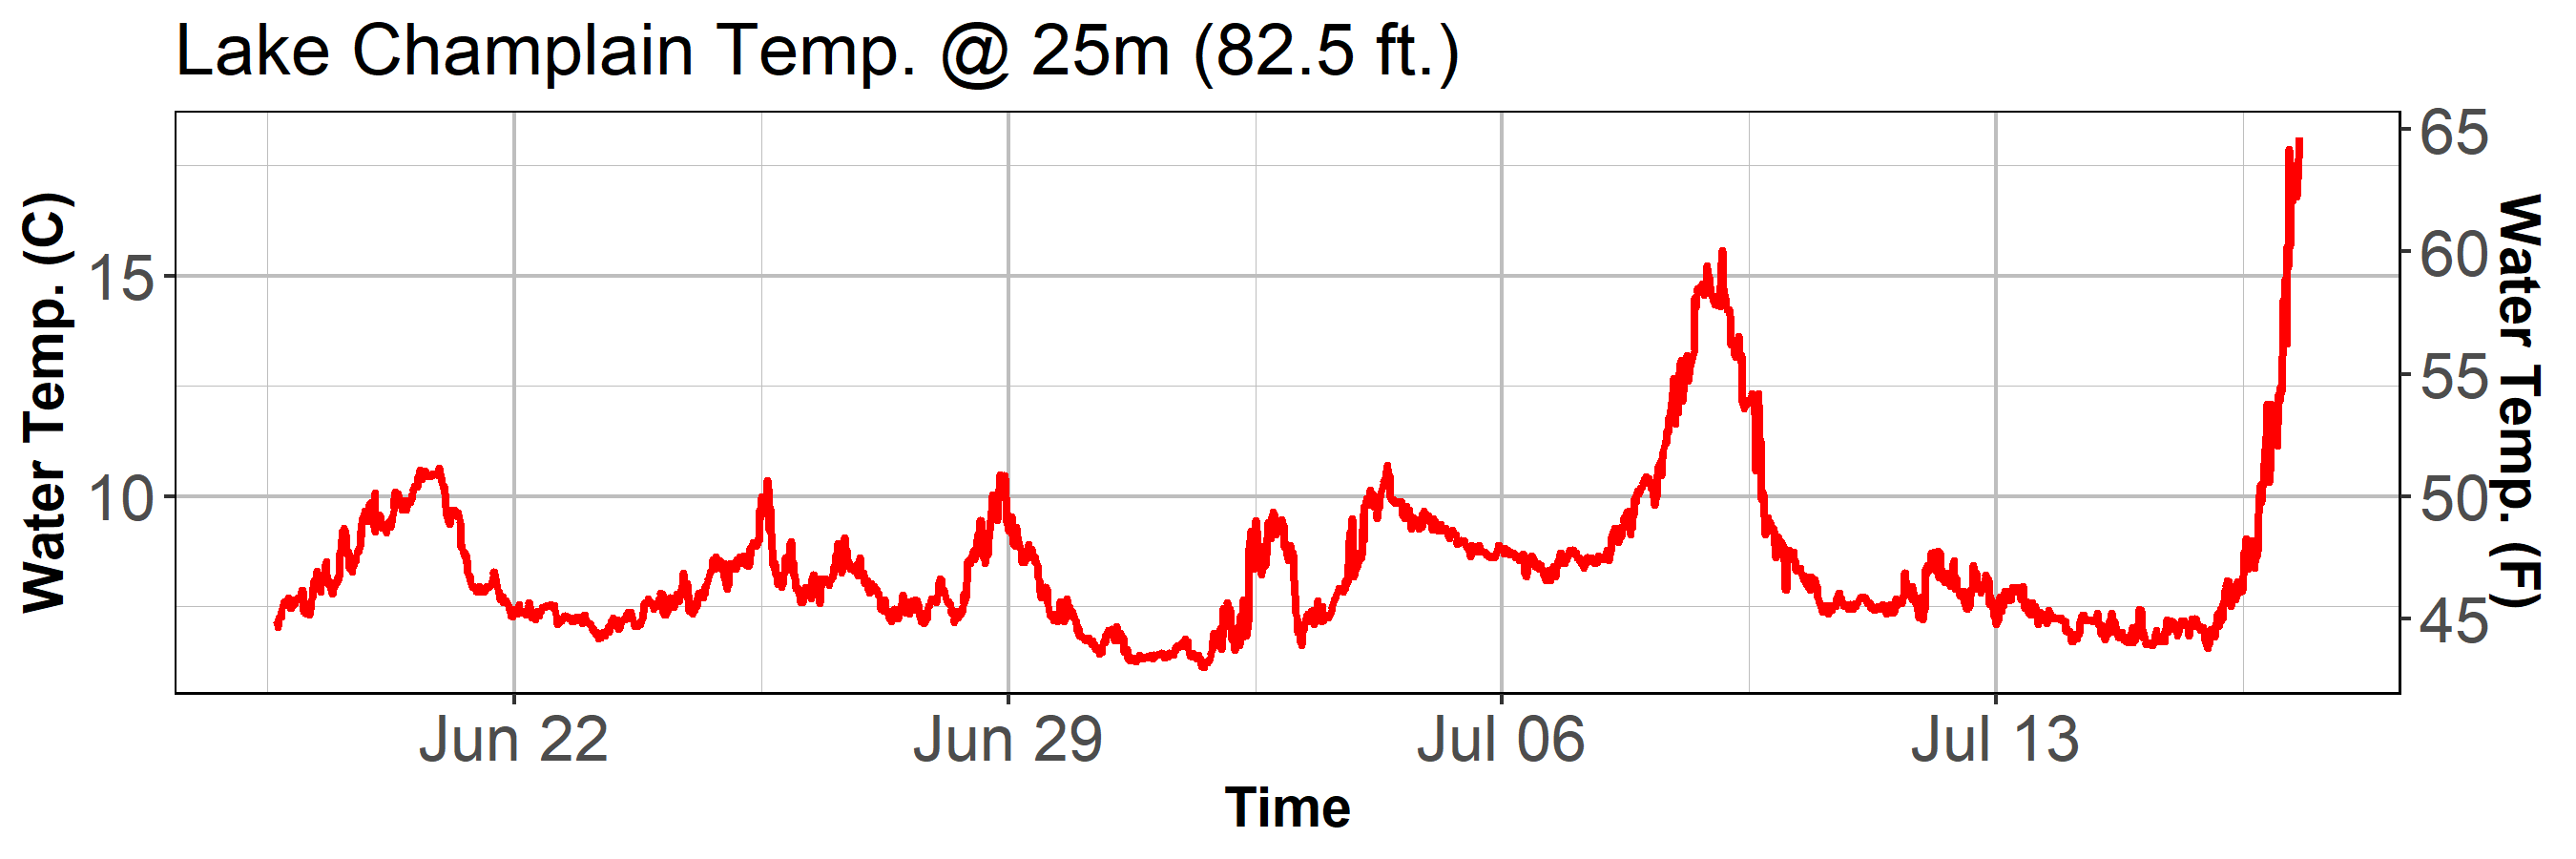 Lake Champlain Temp. @ 25m (82.5 ft.)
Water Temp. (C)
15
10
65
60
55
50
45
Water Temp. (F)
Jun 22
Jun 29
Jul 06
Jul 13
Time